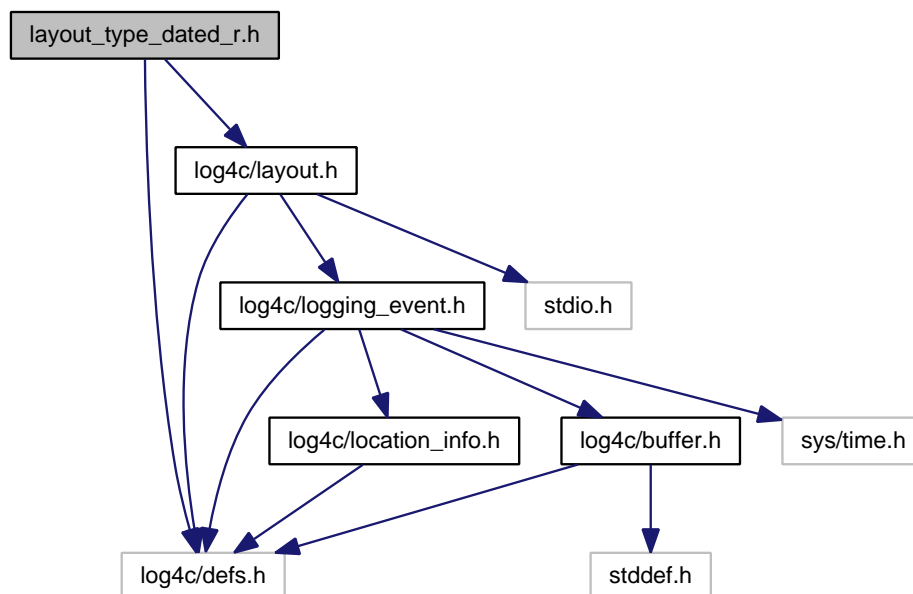 layout_type_dated_r.h
log4c/layout.h
log4c/logging_event.h
stdio.h
log4c/location_info.h
log4c/buffer.h
sys/time.h
log4c/defs.h
stddef.h